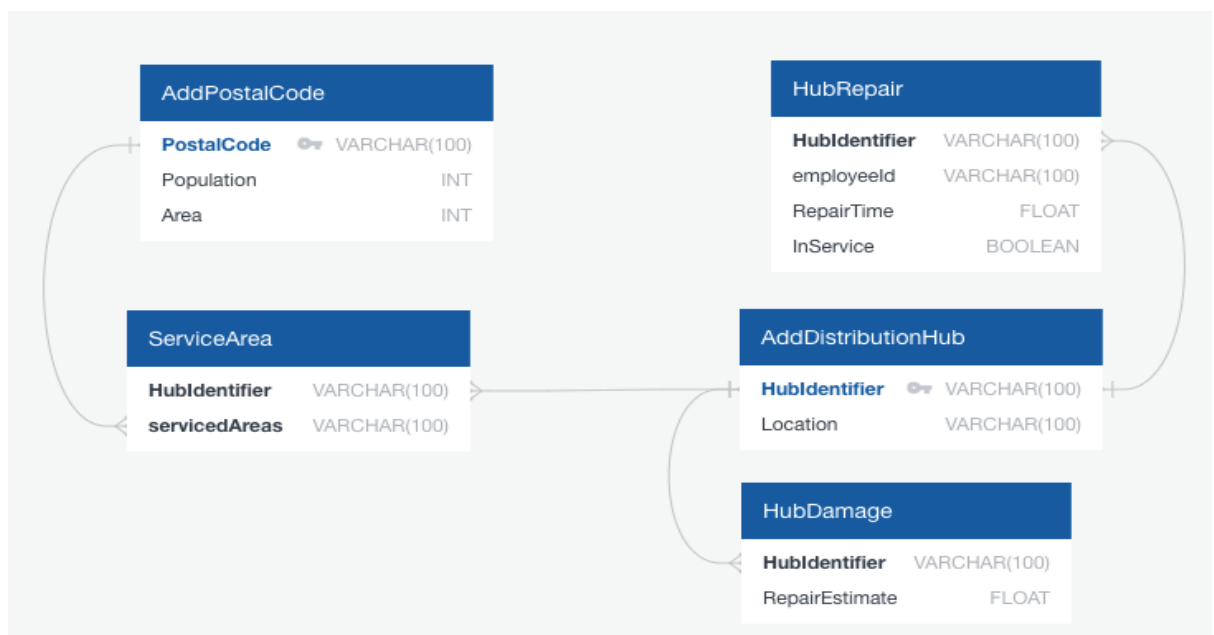 AddPostalCode
PostalCode VARCHAR(100)
Population INT
Area INT
HubRepair
HubIdentifier VARCHAR(100)
employeeId VARCHAR(100)
RepairTime FLOAT
InService BOOLEAN
ServiceArea
HubIdentifier VARCHAR(100)
servicedAreas VARCHAR(100)
AddDistributionHub
HubIdentifier VARCHAR(100)
Location VARCHAR(100)
HubDamage
HubIdentifier VARCHAR(100)
RepairEstimate FLOAT